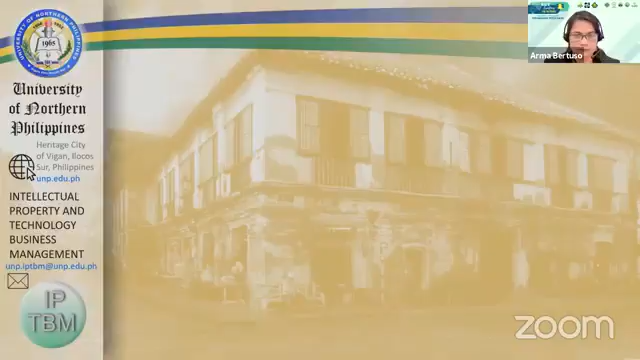 UNIVERSITY OF NORTHERN PHILIPPINES
1965
University
of Northern
Philippines
Heritage City
of Vigan, Ilocos
Sur, Philippines
unp.edu.ph
INTELLECTUAL
PROPERTY AND
TECHNOLOGY
BUSINESS
MANAGEMENT
unp.iptbm@unp.edu.ph
IP
TBM
Arma Bertuso
zoom